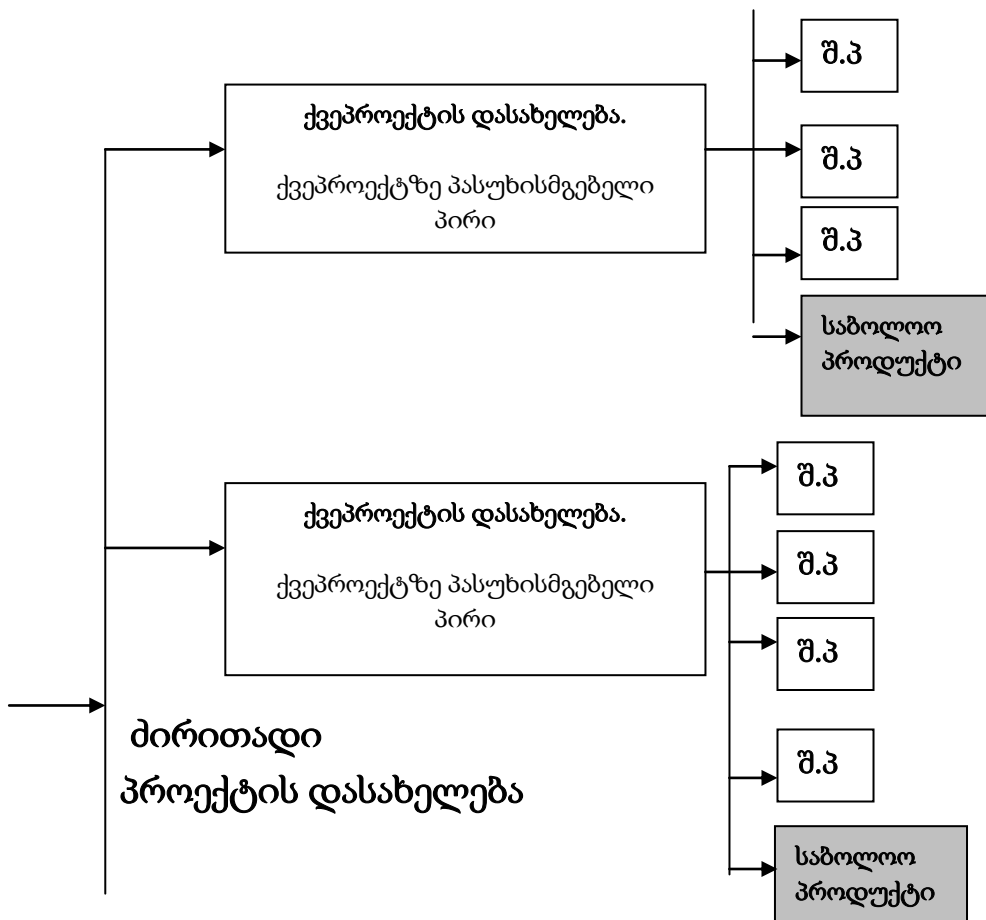 შ.პ
ქვეპროექტის დასახელება.
ქვეპროექტზე პასუხისმგებელი
პირი
შ.პ
შ.პ
საბოლოო
პროდუქტი
შ.პ
ქვეპროექტის დასახელება.
ქვეპროექტზე პასუხისმგებელი
პირი
შ.პ
შ.პ
ძირითადი
პროექტის დასახელება
შ.პ
საბოლოო
პროდუქტი